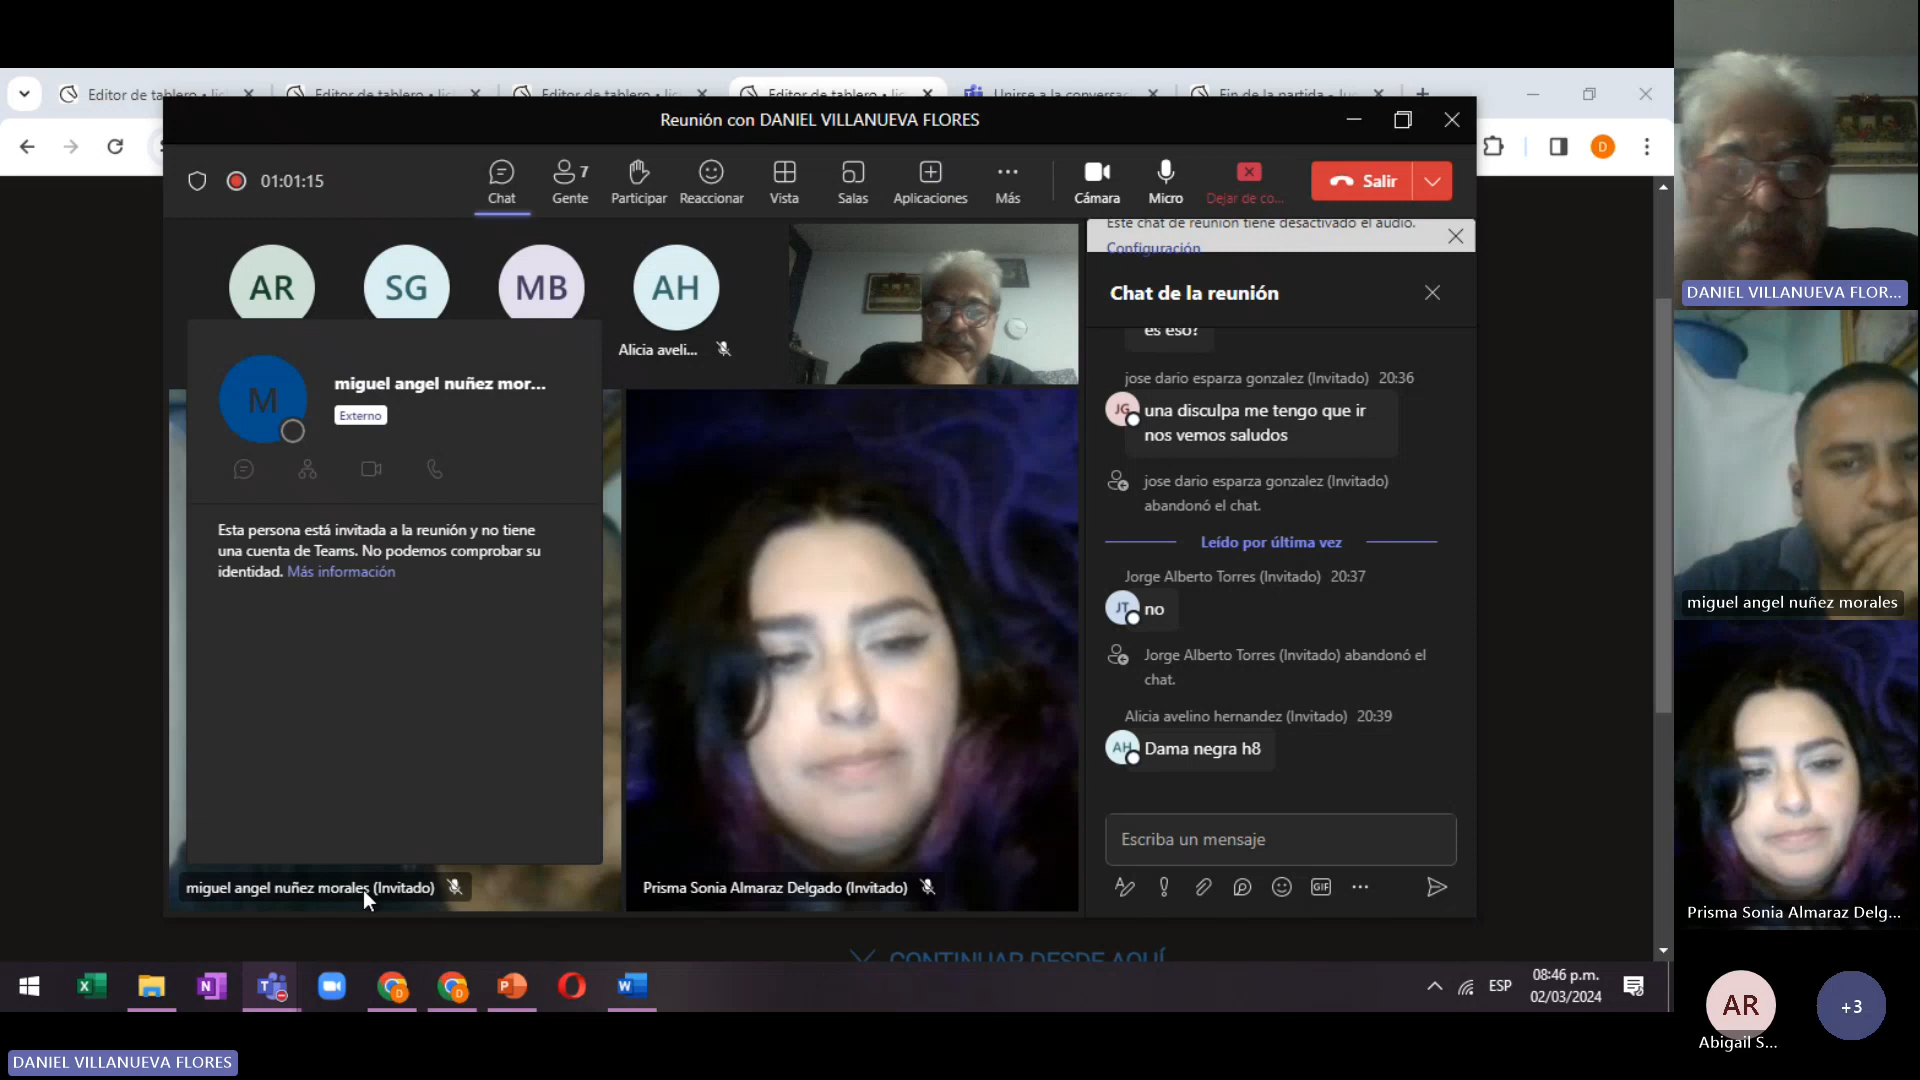 Editor de tablero • lic
Editor de tablero • lic
Editor de tablero • lic
Editor de tablero • lic
Unirse a la conversac
Fin de la partida • Ju
Reunión con DANIEL VILLANUEVA FLORES
D
01:01:15
Chat
Gente
7
Participar
Reaccionar
Vista
Salas
Aplicaciones
Más
Cámara
Micro
Dejar de co...
Salir
AR
SG
MB
AH
Alicia aveli...
M
miguel angel nuñez mor...
Externo
Esta persona está invitada a la reunión y no tiene
una cuenta de Teams. No podemos comprobar su
identidad. Más información
miguel angel nuñez morales (Invitado)
Prisma Sonia Almaraz Delgado (Invitado)
Este chat de reunión tiene desactivado el audio.
Configuración
Chat de la reunión
es eso?
jose dario esparza gonzalez (Invitado) 20:36
JG
una disculpa me tengo que ir
nos vemos saludos
jose dario esparza gonzalez (Invitado)
abandonó el chat.
Leído por última vez
Jorge Alberto Torres (Invitado) 20:37
JT
no
Jorge Alberto Torres (Invitado) abandonó el
chat.
Alicia avelino hernandez (Invitado) 20:39
AH
Dama negra h8
Escriba un mensaje
GIF
CONTINUAR DESDE AQUÍ
ESP
08:46 p.m.
02/03/2024
DANIEL VILLANUEVA FLOR...
miguel angel nuñez morales
Prisma Sonia Almaraz Delg...
AR
+3
Abigail S...
DANIEL VILLANUEVA FLORES